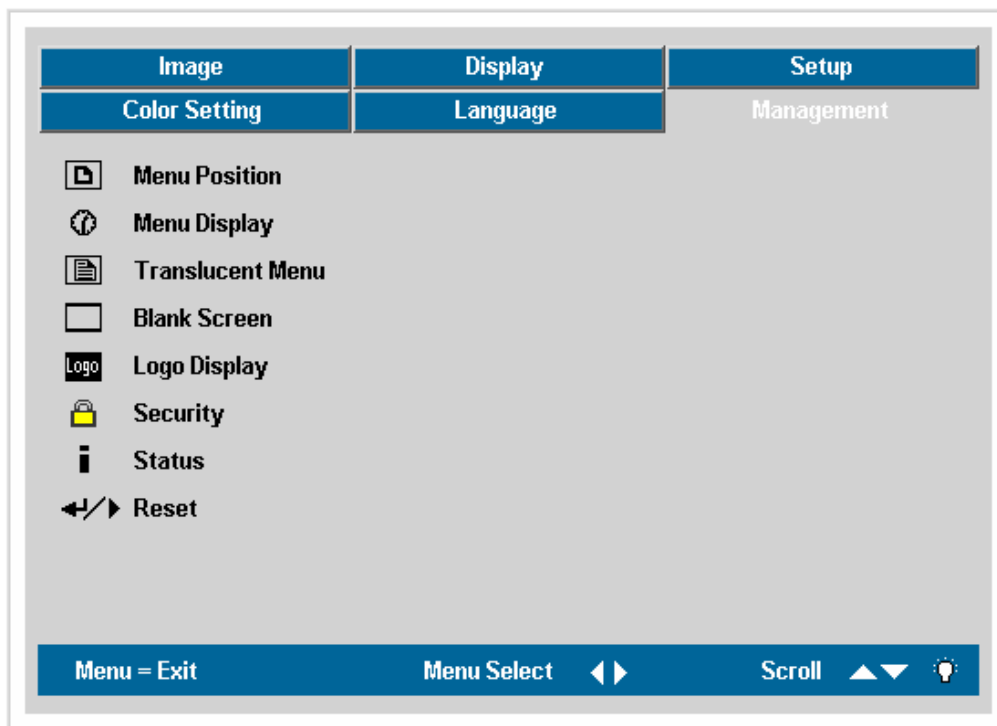 Image Display Setup
Color Setting Language Management
Menu Position
Menu Display
Translucent Menu
Blank Screen
Logo Logo Display
Security
Status
Reset
Menu = Exit Menu Select Scroll